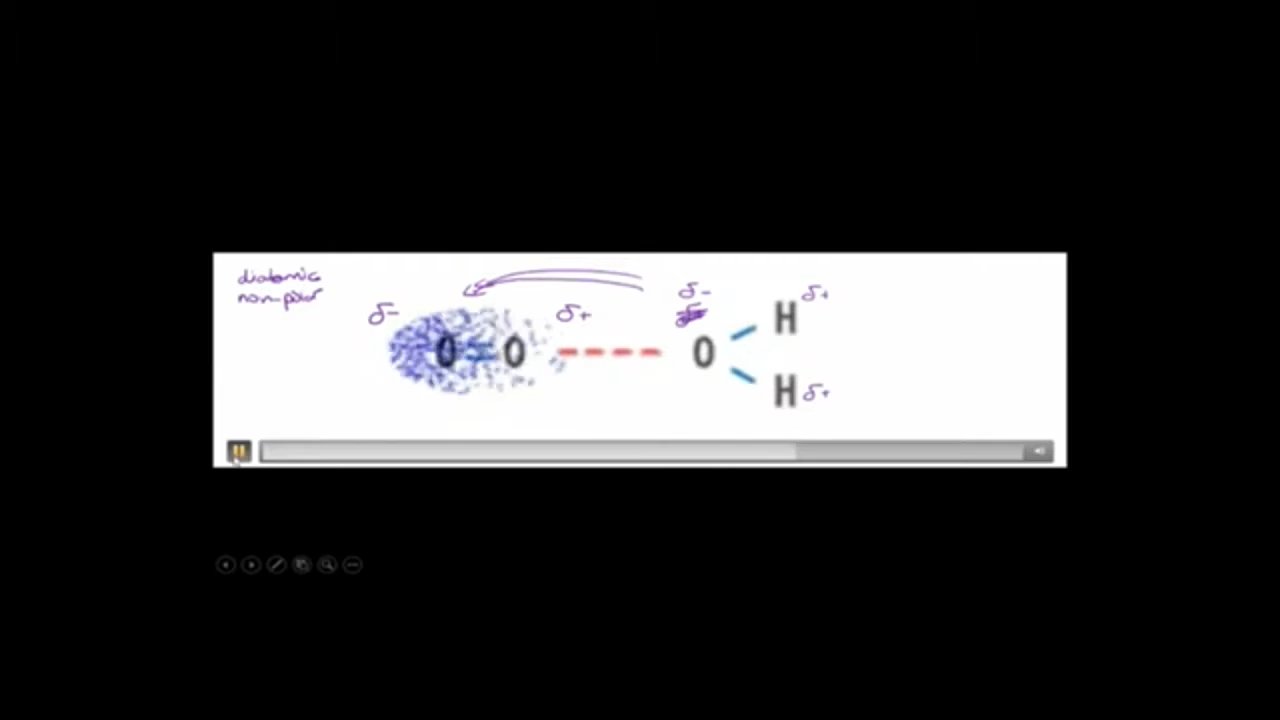 diatomic
non-polar
δ- δ+ δ- δ+
O=O O H
H δ+